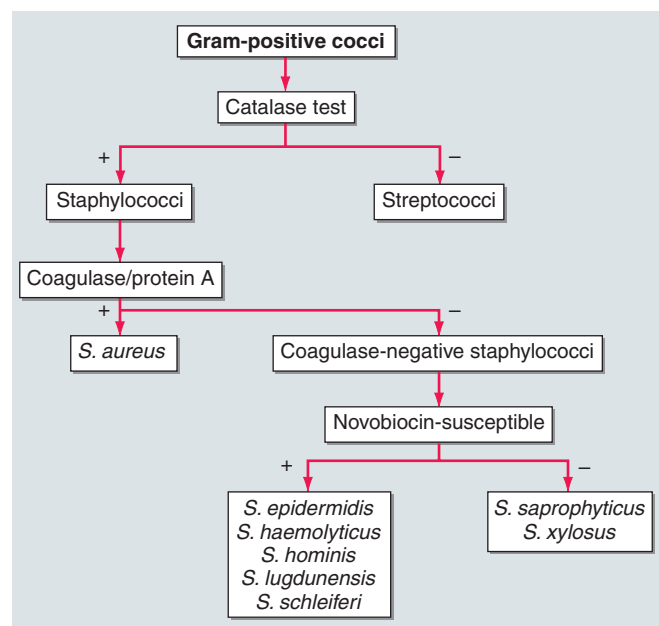 Gram-positive cocci
Catalase test
+ –
Staphylococci Streptococci
Coagulase/protein A
+ –
S. aureus Coagulase-negative staphylococci
Novobiocin-susceptible
+ –
S. epidermidis S. saprophyticus
S. haemolyticus S. xylosus
S. hominis
S. lugdunensis
S. schleiferi